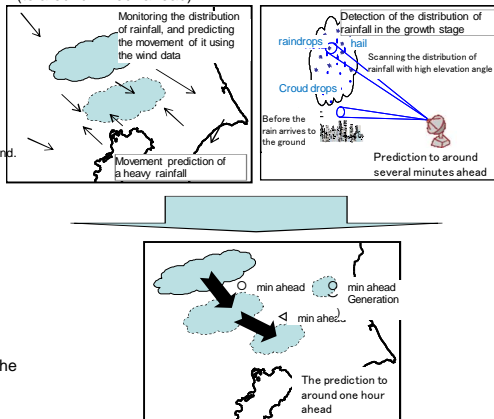 Monitoring the distribution
of rainfall, and predicting
the movement of it using
the wind data
nd.
Movement prediction of
a heavy rainfall
Detection of the distribution of
rainfall in the growth stage
raindrops
hail
Scanning the distribution of
rainfall with high elevation angle
Croud drops
Before the
rain arrives to
the ground
Prediction to around
several minutes ahead
min ahead
min ahead
Generation
min ahead
he
The prediction to
around one hour
ahead